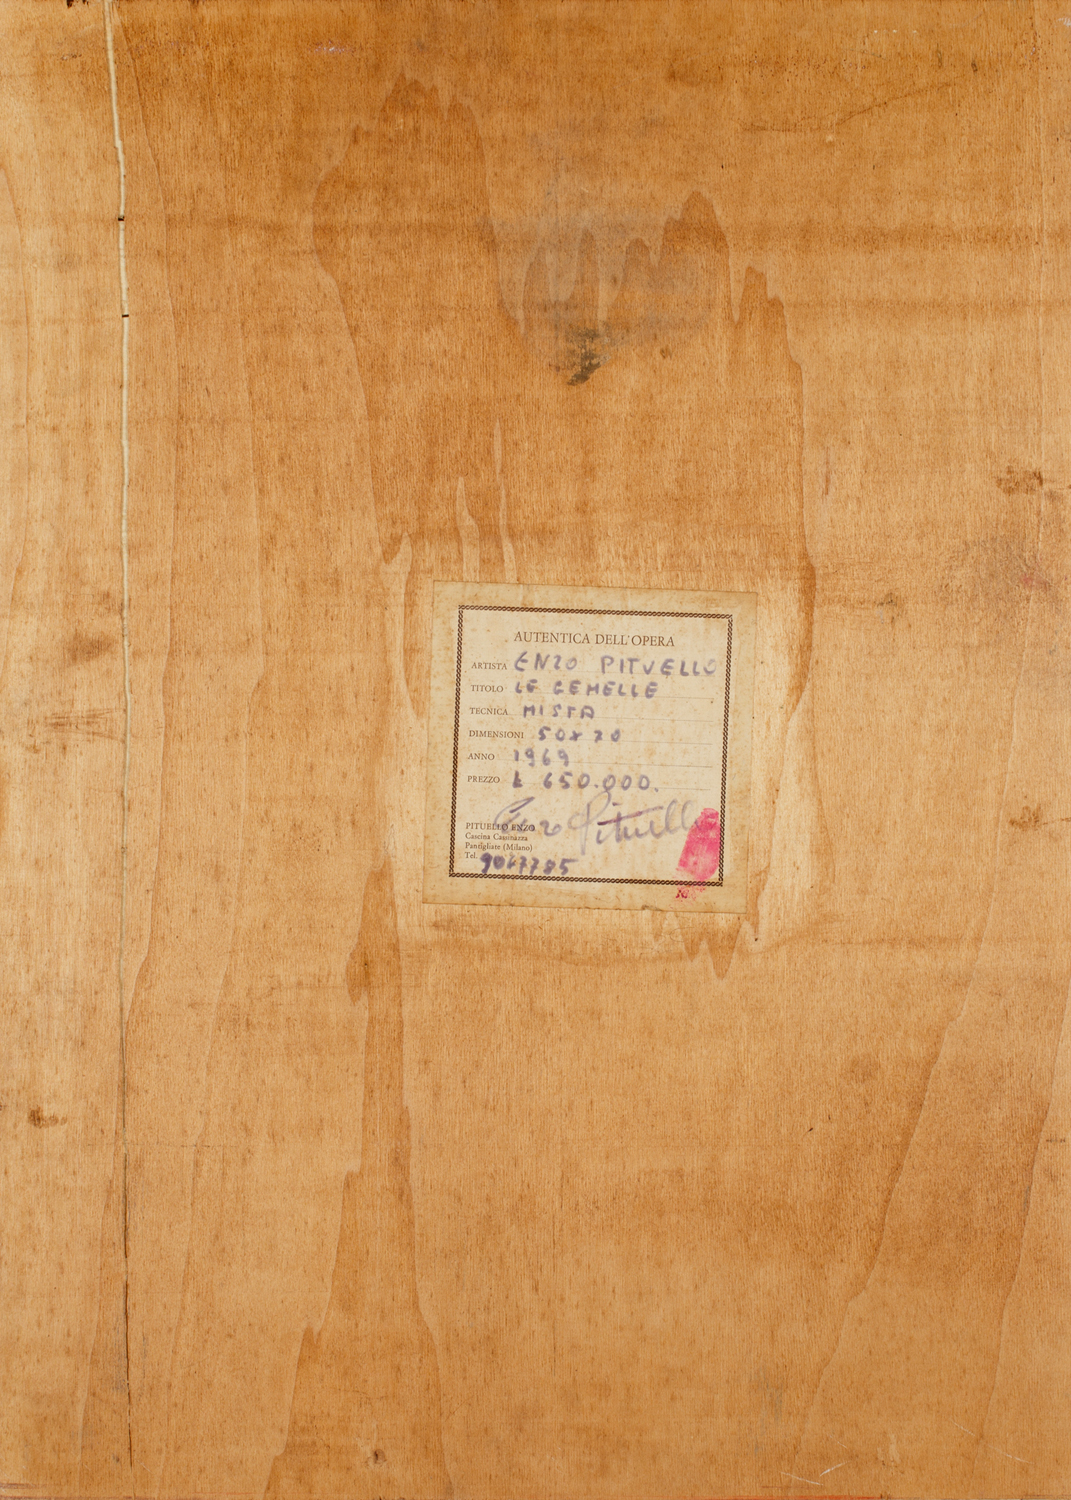 AUTENTICA DELL'OPERA
ARTISTA ENZO PITUELLO
TITOLO LE GEMELLE
TECNICA MISTA
DIMENSIONI 50x70
ANNO 1969
PREZZO L 650.000.
Enzo Pituello
PITUELLO ENZO
Cascina Cassinazza
Pantigliate (Milano)
Tel.